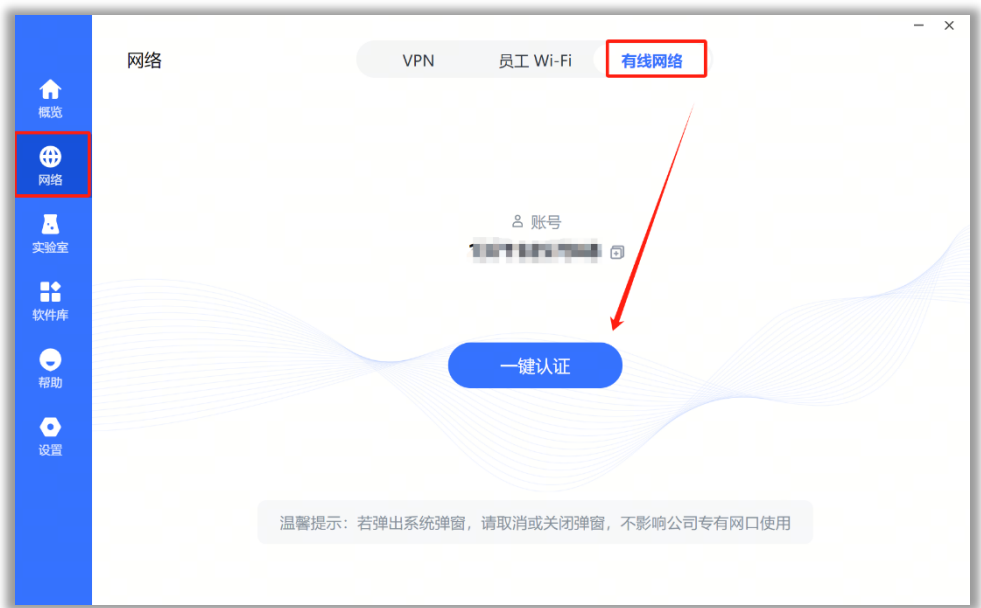 网络
VPN
员工 Wi-Fi
有线网络
概览
网络
实验室
软件库
帮助
设置
账号
一键认证
温馨提示：若弹出系统弹窗，请取消或关闭弹窗，不影响公司专有网口使用